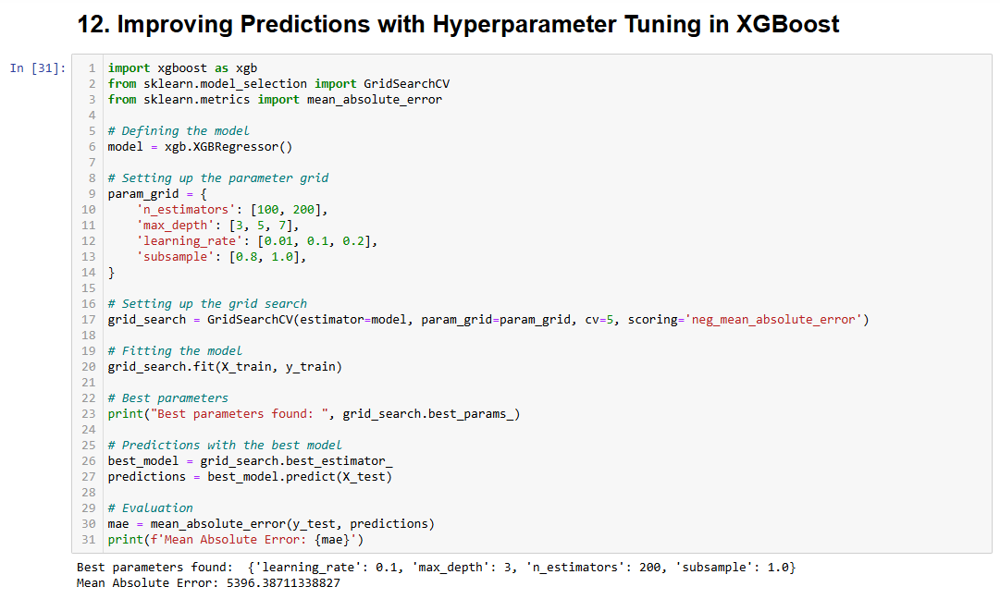 12. Improving Predictions with Hyperparameter Tuning in XGBoost
In [31]:
1 import xgboost as xgb
2 from sklearn.model_selection import GridSearchCV
3 from sklearn.metrics import mean_absolute_error
4
5 # Defining the model
6 model = xgb.XGBRegressor()
7
8 # Setting up the parameter grid
9 param_grid = {
10     'n_estimators': [100, 200],
11     'max_depth': [3, 5, 7],
12     'learning_rate': [0.01, 0.1, 0.2],
13     'subsample': [0.8, 1.0],
14 }
15
16 # Setting up the grid search
17 grid_search = GridSearchCV(estimator=model, param_grid=param_grid, cv=5, scoring='neg_mean_absolute_error')
18
19 # Fitting the model
20 grid_search.fit(X_train, y_train)
21
22 # Best parameters
23 print("Best parameters found: ", grid_search.best_params_)
24
25 # Predictions with the best model
26 best_model = grid_search.best_estimator_
27 predictions = best_model.predict(X_test)
28
29 # Evaluation
30 mae = mean_absolute_error(y_test, predictions)
31 print(f'Mean Absolute Error: {mae}')
Best parameters found:  {'learning_rate': 0.1, 'max_depth': 3, 'n_estimators': 200, 'subsample': 1.0}
Mean Absolute Error: 5396.38711338827